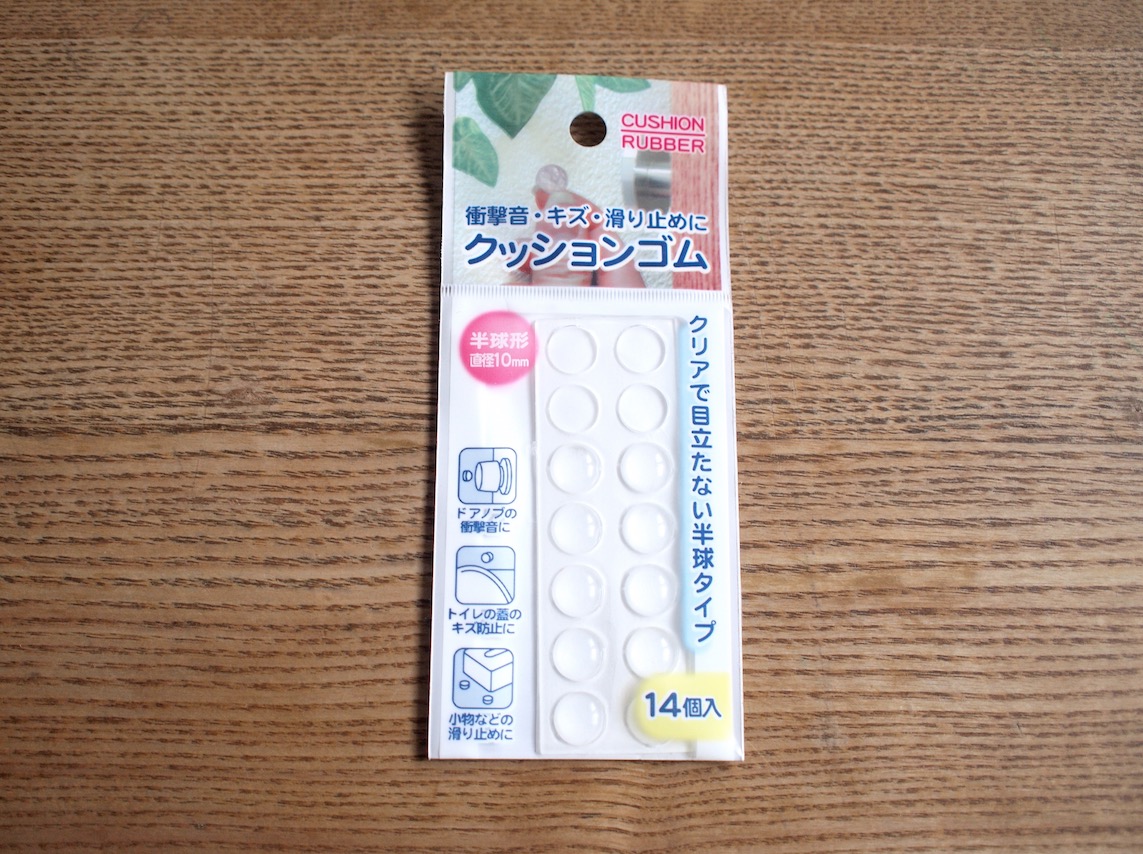 CUSHION
RUBBER
衝撃音・キズ・滑り止めに
クッションゴム
半球形
直径10mm
クリアで目立たない半球タイプ
ドアノブの
衝撃音に
トイレの蓋の
キズ防止に
小物などの
滑り止めに
14個入